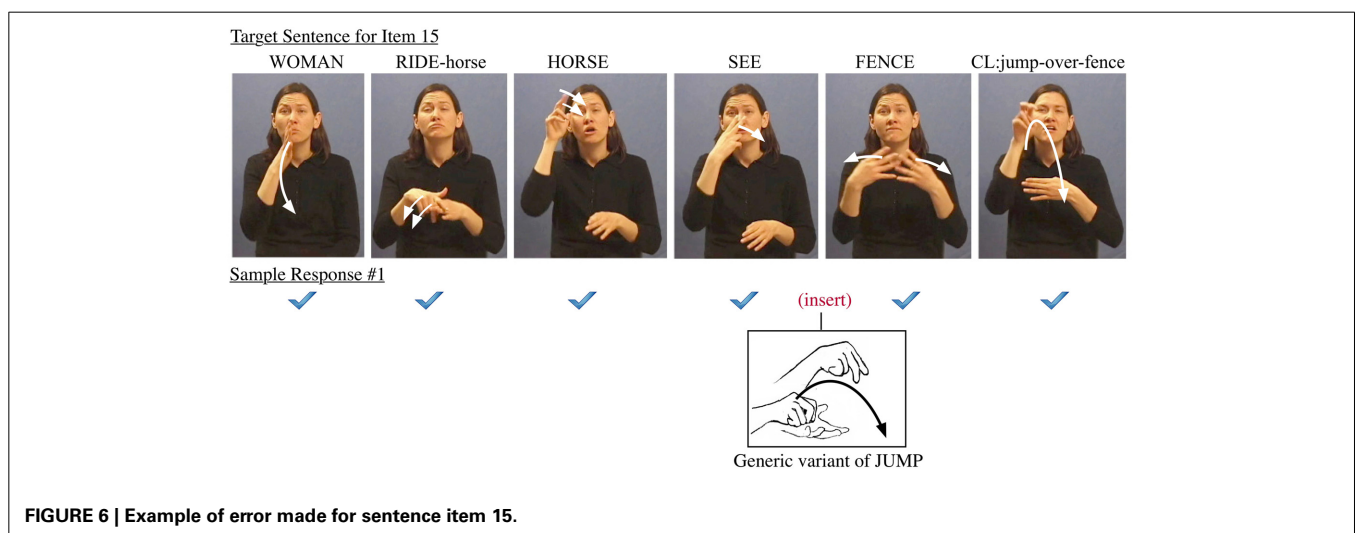 Target Sentence for Item 15
WOMAN RIDE-horse HORSE SEE FENCE CL:jump-over-fence
Sample Response #1
(insert)
Generic variant of JUMP
FIGURE 6 | Example of error made for sentence item 15.